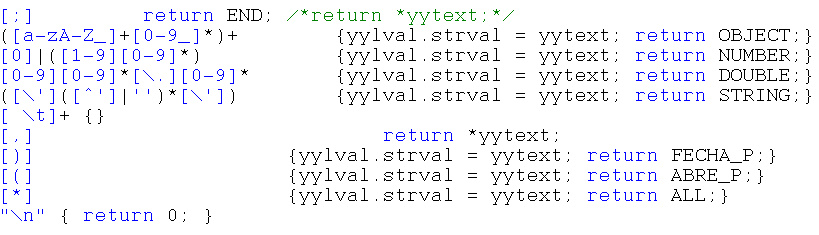 [;]        return END; /*return *yytext;*/
([a-zA-Z_]+[0-9_]*)+        {yylval.strval = yytext; return OBJECT;}
[0]|([1-9][0-9]*)           {yylval.strval = yytext; return NUMBER;}
[0-9][0-9]*[\.][0-9]*       {yylval.strval = yytext; return DOUBLE;}
([\']([^']|'')*[\'])        {yylval.strval = yytext; return STRING;}
[ \t]+ {}
[,]                             return *yytext;
[)]                     {yylval.strval = yytext; return FECHA_P;}
[(]                     {yylval.strval = yytext; return ABRE_P;}
[*]                     {yylval.strval = yytext; return ALL;}
"\n" { return 0; }